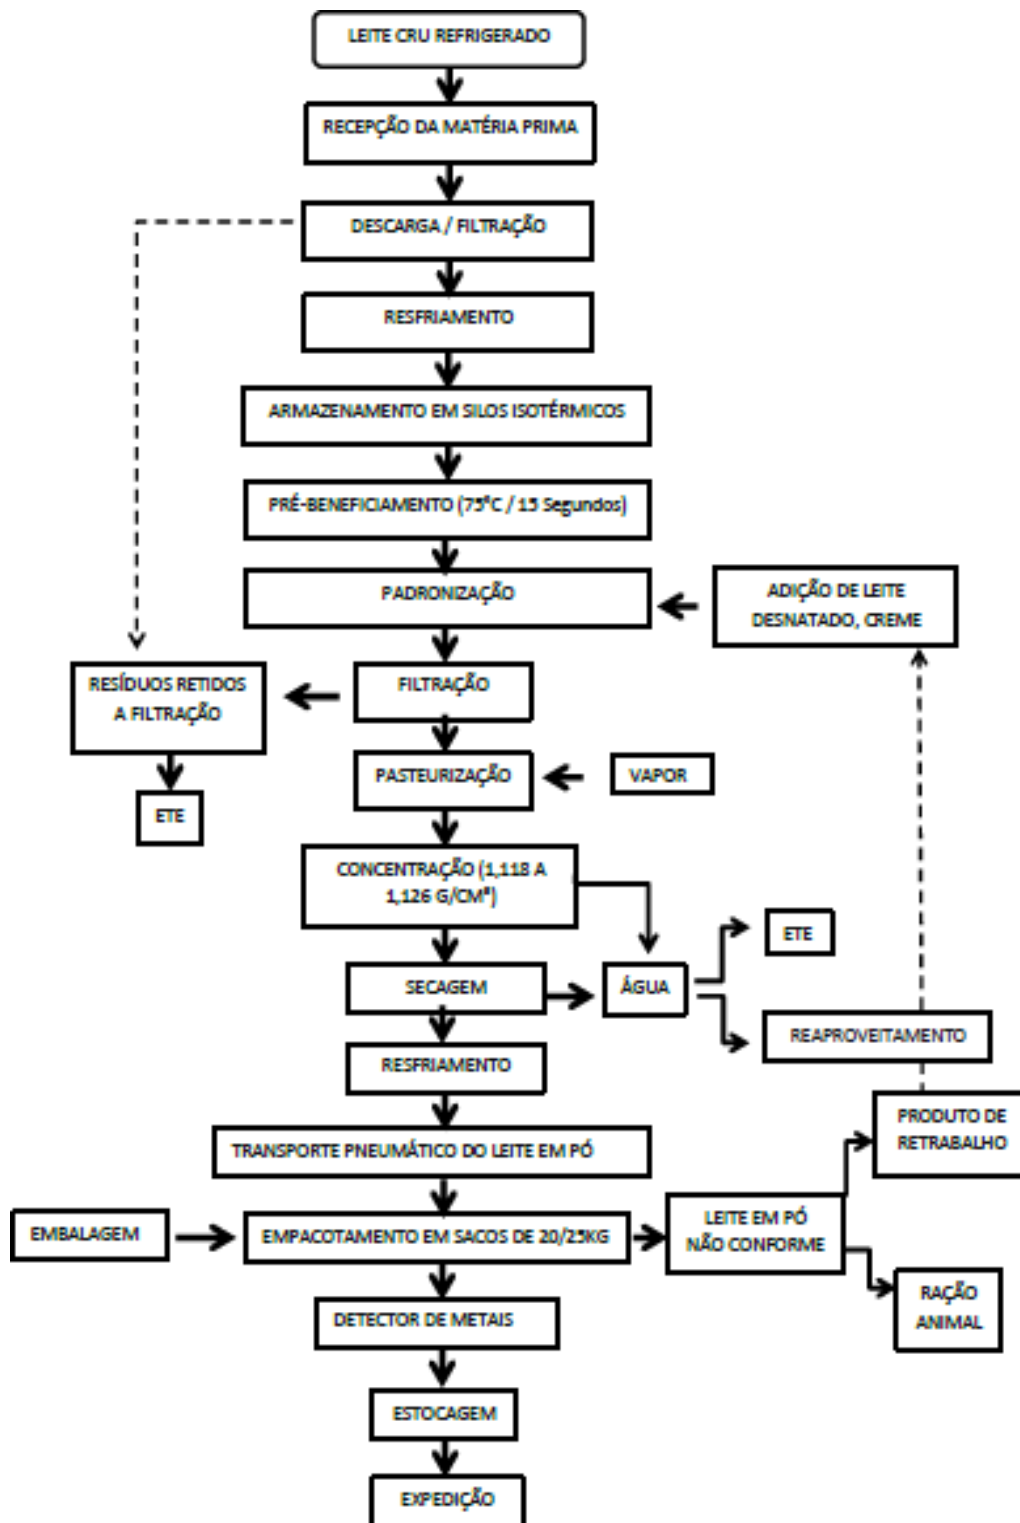 LEITE CRU REFRIGERADO
RECEPÇÃO DA MATÉRIA PRIMA
DESCARGA / FILTRAÇÃO
RESFRIAMENTO
ARMAZENAMENTO EM SILOS ISOTÉRMICOS
PRÉ-BENEFICIAMENTO (75°C / 15 Segundos)
PADRONIZAÇÃO
ADIÇÃO DE LEITE
DESNATADO, CREME
RESÍDUOS RETIDOS
A FILTRAÇÃO
FILTRAÇÃO
PASTEURIZAÇÃO
VAPOR
ETE
CONCENTRAÇÃO (1,118 A
1,126 G/CM³)
ETE
SECAGEM
ÁGUA
REAPROVEITAMENTO
RESFRIAMENTO
PRODUTO DE
RETRABALHO
TRANSPORTE PNEUMÁTICO DO LEITE EM PÓ
EMBALAGEM
EMPACOTAMENTO EM SACOS DE 20/25KG
LEITE EM PÓ
NÃO CONFORME
RAÇÃO
ANIMAL
DETECTOR DE METAIS
ESTOCAGEM
EXPEDIÇÃO